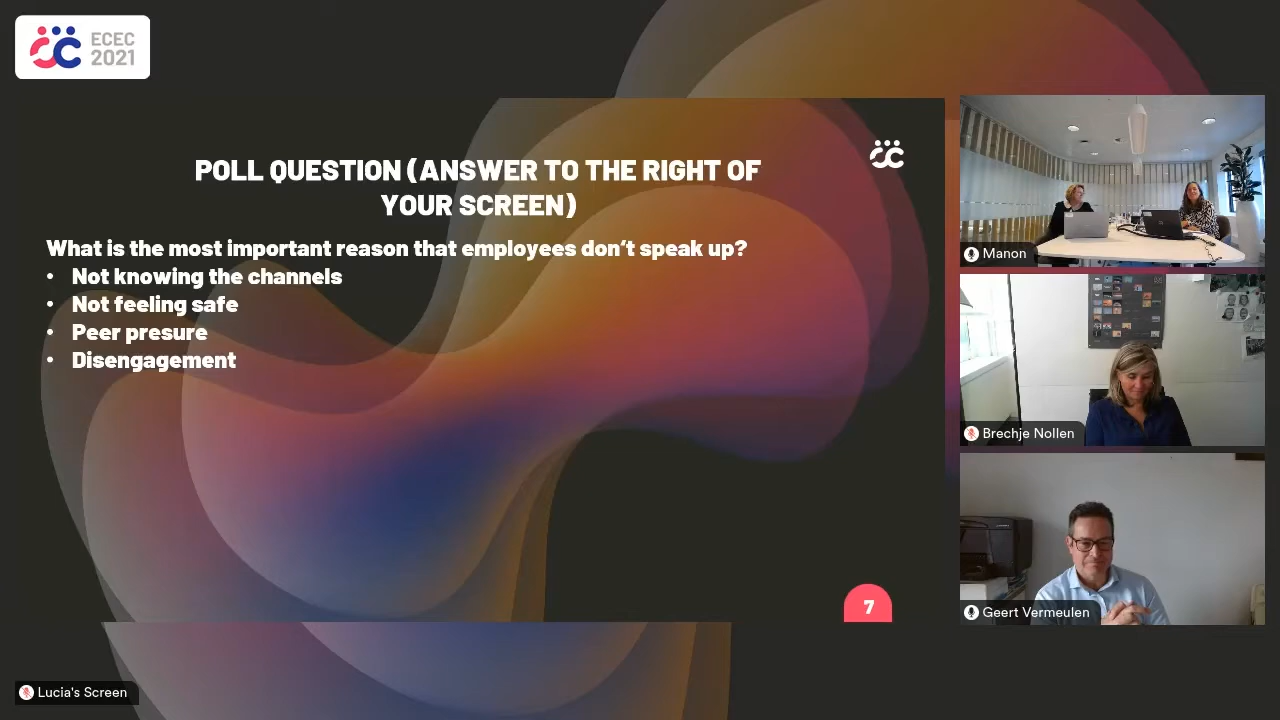 ECEC
2021
POLL QUESTION (ANSWER TO THE RIGHT OF
YOUR SCREEN)
What is the most important reason that employees don‘t speak up?
• Not knowing the channels
• Not feeling safe
• Peer presure
• Disengagement
7
Manon
Brechje Nollen
Geert Vermeulen
Lucia's Screen